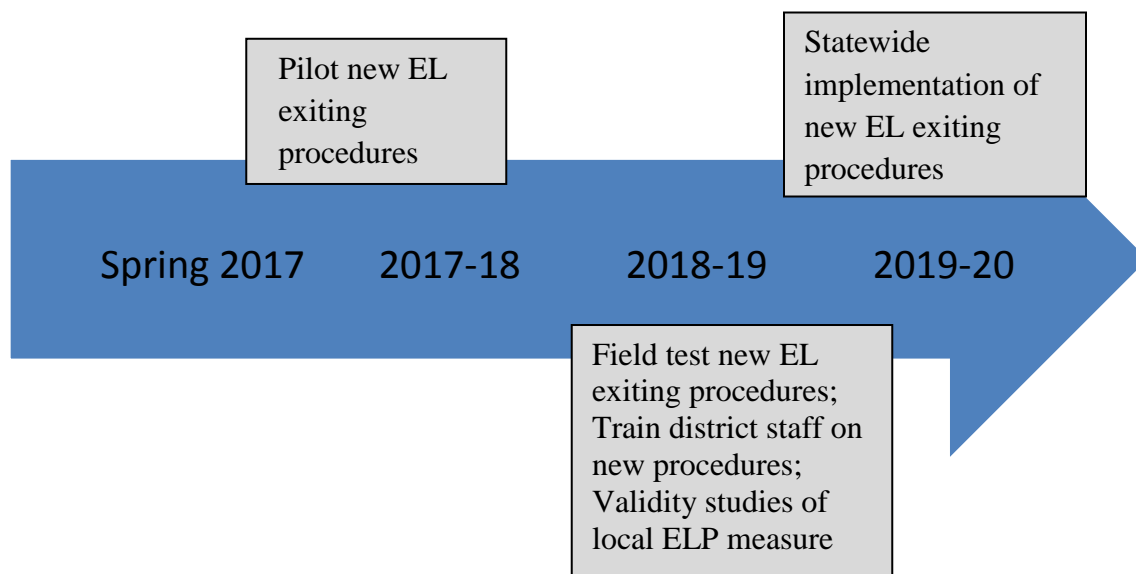 Pilot new EL
exiting
procedures
Statewide
implementation of
new EL exiting
procedures
Spring 2017
2017-18
2018-19
2019-20
Field test new EL
exiting procedures;
Train district staff on
new procedures;
Validity studies of
local ELP measure